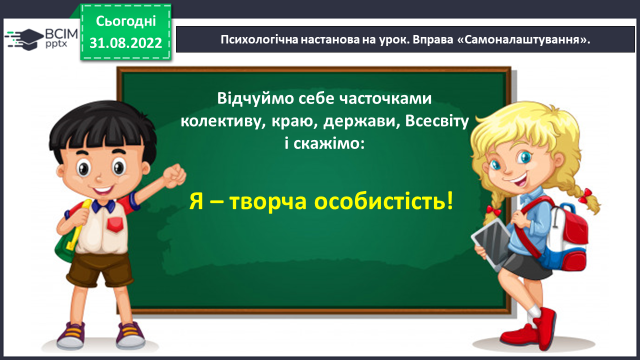 ВСІМ
pptx
Сьогодні
31.08.2022
Психологічна настанова на урок. Вправа «Самоналаштування».
Відчуймо себе часточками
колективу, краю, держави, Всесвіту
і скажімо:
Я – творча особистість!